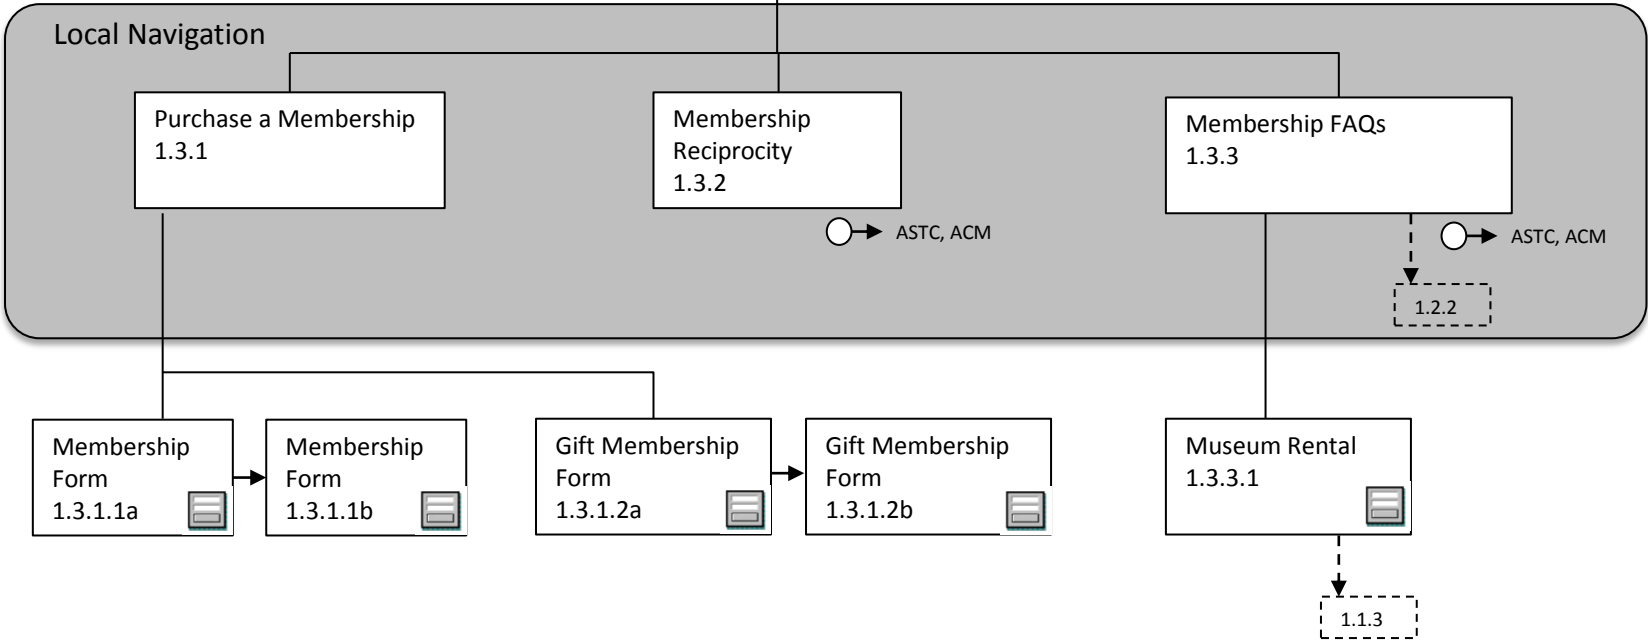 Local Navigation
Purchase a Membership
1.3.1
Membership
Reciprocity
1.3.2
Membership FAQs
1.3.3
ASTC, ACM
ASTC, ACM
1.2.2
Membership
Form
1.3.1.1a
Membership
Form
1.3.1.1b
Gift Membership
Form
1.3.1.2a
Gift Membership
Form
1.3.1.2b
Museum Rental
1.3.3.1
1.1.3